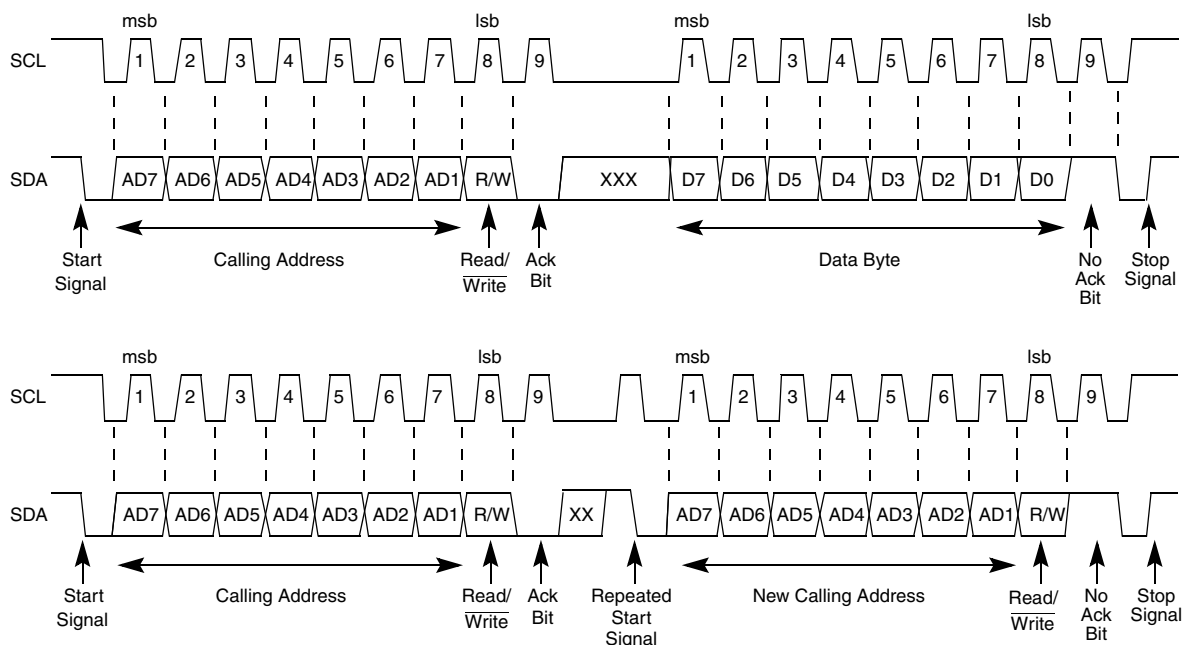 msb lsb msb lsb
SCL 1 2 3 4 5 6 7 8 9 1 2 3 4 5 6 7 8 9
SDA AD7 AD6 AD5 AD4 AD3 AD2 AD1 R/W XXX D7 D6 D5 D4 D3 D2 D1 D0
Start Calling Address Read/ Ack Data Byte No Stop
Signal Write Bit Ack Signal
Bit
msb lsb msb lsb
SCL 1 2 3 4 5 6 7 8 9 1 2 3 4 5 6 7 8 9
SDA AD7 AD6 AD5 AD4 AD3 AD2 AD1 R/W XX AD7 AD6 AD5 AD4 AD3 AD2 AD1 R/W
Start Calling Address Read/ Ack Repeated New Calling Address Read/ No Stop
Signal Write Bit Start Write Ack Signal
Signal Bit